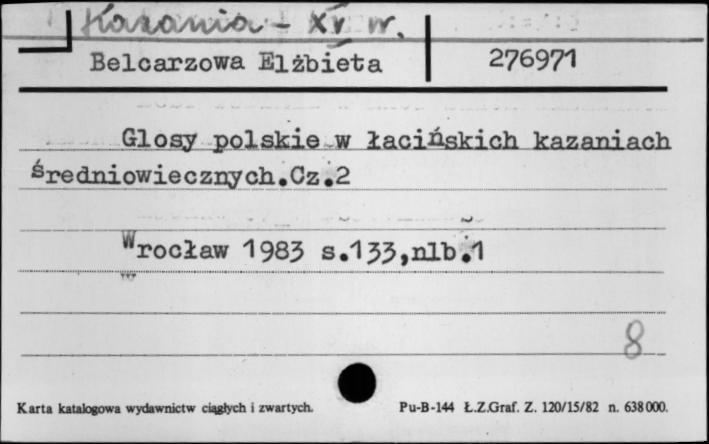 Kazania - XV w.
Belcarzowa Elżbieta 276971
Glosy polskie w łacińskich kazaniach
średniowiecznych.Cz.2
Wrocław 1983 s.133,nlb.1
8
Karta katalogowa wydawnictw ciągłych i zwartych. Pu-B-144 Ł.Z.Graf. Z. 120/15/82 n. 638000.